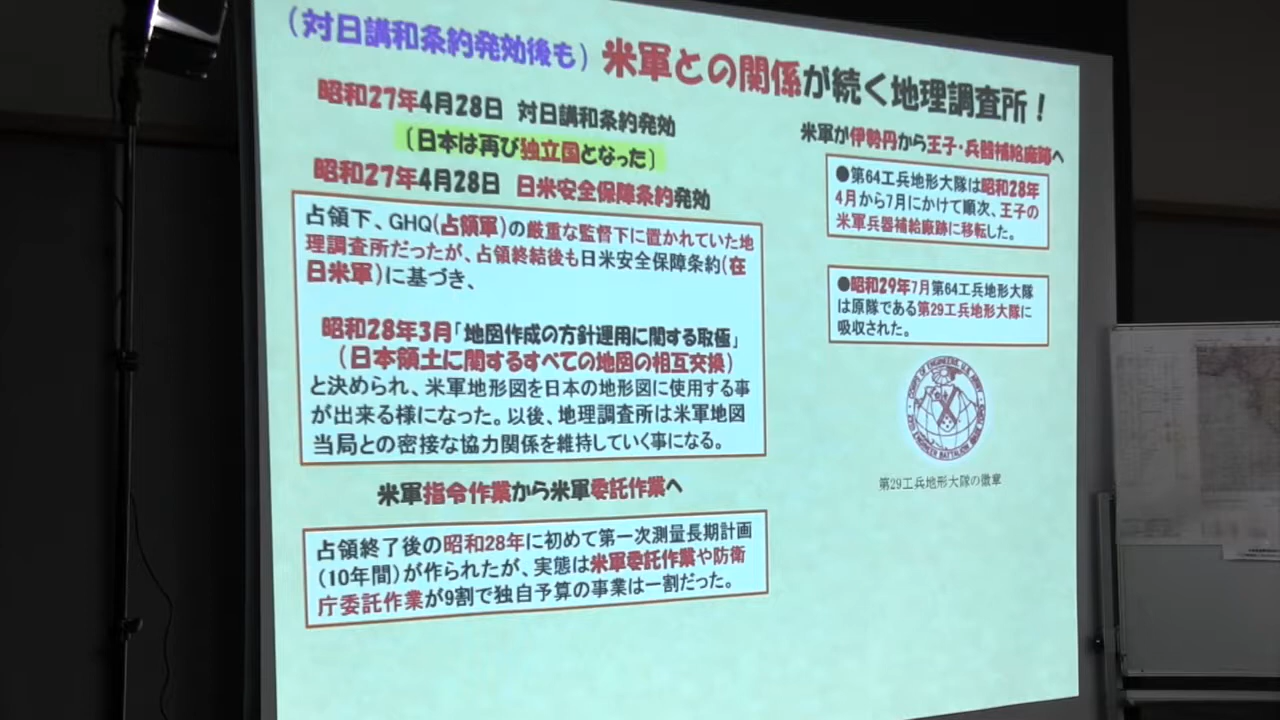 (対日講和条約発効後も) 米軍との関係が続く地理調査所!
昭和27年4月28日 対日講和条約発効
〔日本は再び独立国となった〕
昭和27年4月28日 日米安全保障条約発効
占領下、GHQ(占領軍)の厳重な監督下に置かれていた地
理調査所だったが、占領終結後も日米安全保障条約(在
日米軍)に基づき、
昭和28年3月「地図作成の方針運用に関する取極」
(日本領土に関するすべての地図の相互交換)
と決められ、米軍地形図を日本の地形図に使用する事
が出来る様になった。以後、地理調査所は米軍地図
当局との密接な協力関係を維持していく事になる。
米軍指令作業から米軍委託作業へ
占領終了後の昭和28年に初めて第一次測量長期計画
(10年間)が作られたが、実態は米軍委託作業や防衛
庁委託作業が9割で独自予算の事業は一割だった。
米軍が伊勢丹から王子・兵器補給廠跡へ
●第64工兵地形大隊は昭和28年
4月から7月にかけて順次、王子の
米軍兵器補給廠跡に移転した。
●昭和29年7月第64工兵地形大隊
は原隊である第29工兵地形大隊に
吸収された。
CORPS OF ENGINEERS, U.S. ARMY
29TH ENGINEER BATTALION
第29工兵地形大隊の徽章